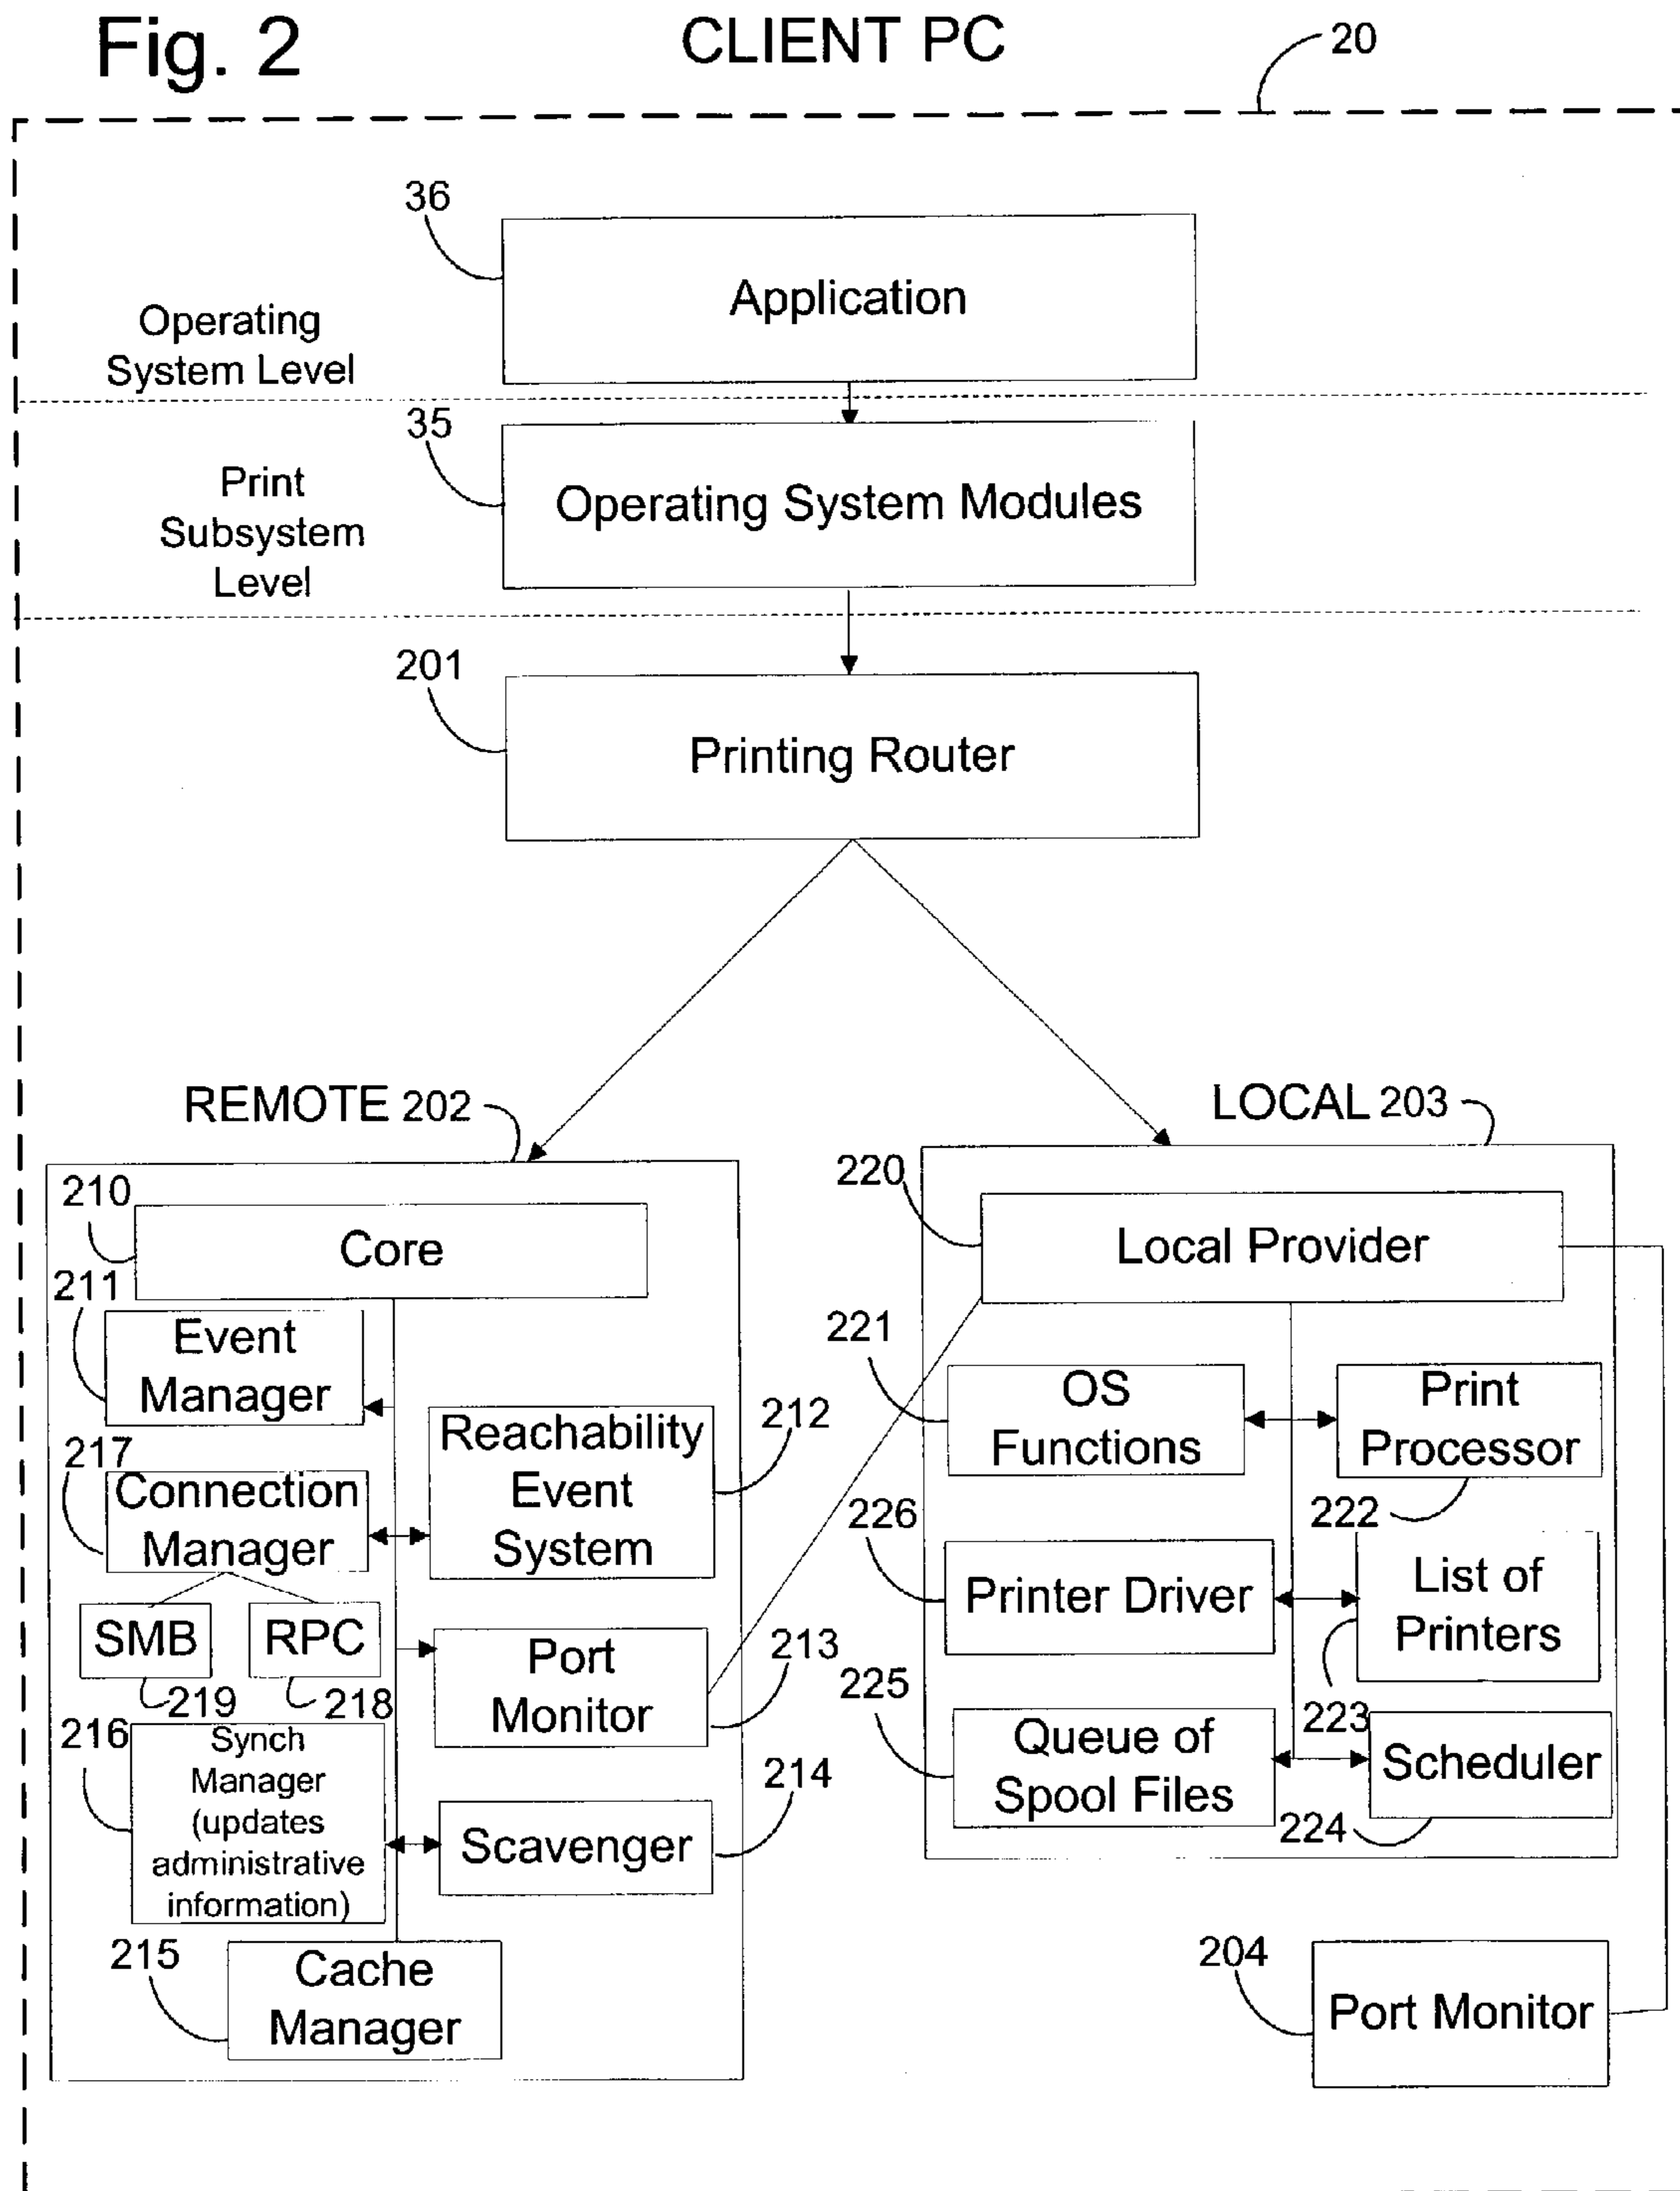 Fig. 2
CLIENT PC
20
36
Application
Operating
System Level
35
Print
Subsystem
Level
Operating System Modules
201
Printing Router
REMOTE 202
LOCAL 203
210
Core
220
Local Provider
211
Event
Manager
221
OS
Functions
Print
Processor
222
Reachability
Event
System
212
217
Connection
Manager
226
Printer Driver
List of
Printers
223
SMB
219
RPC
218
Port
Monitor
213
225
Queue of
Spool Files
Scheduler
224
216
Synch
Manager
(updates
administrative
information)
Scavenger
214
215
Cache
Manager
204
Port Monitor